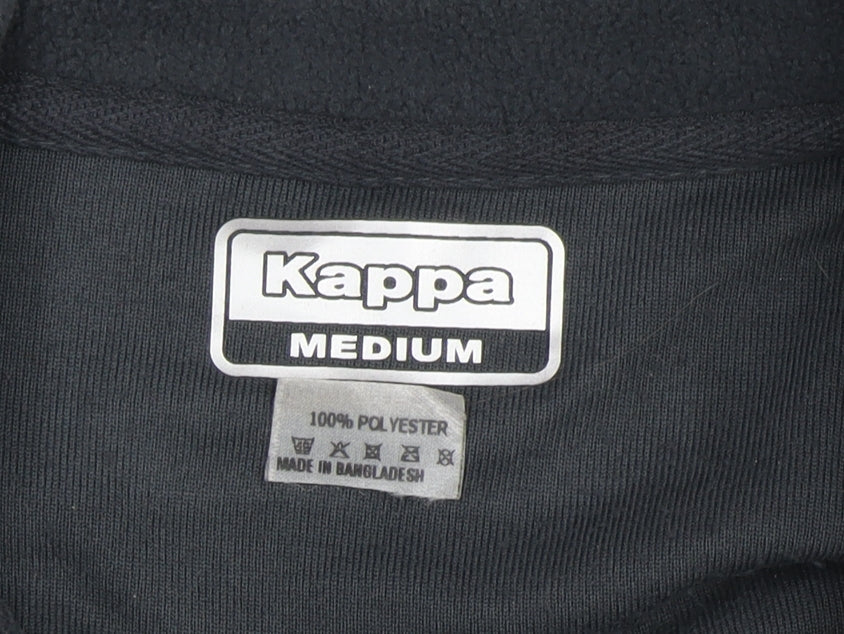 Kappa
MEDIUM
100% POLYESTER
MADE IN BANGLADESH